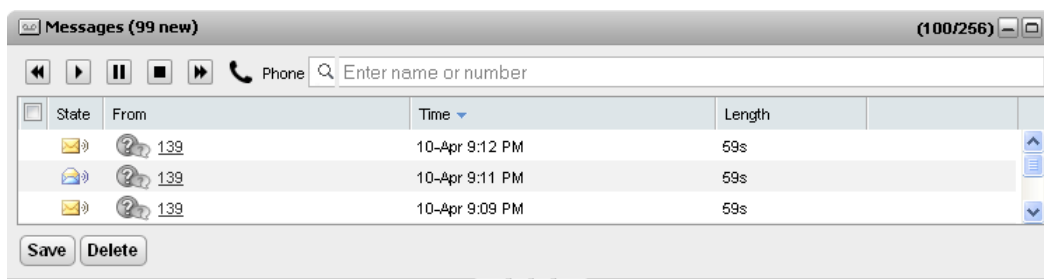 Messages (99 new) (100/256)
Phone Enter name or number
State From Time Length
139 10-Apr 9:12 PM 59s
139 10-Apr 9:11 PM 59s
139 10-Apr 9:09 PM 59s
Save Delete